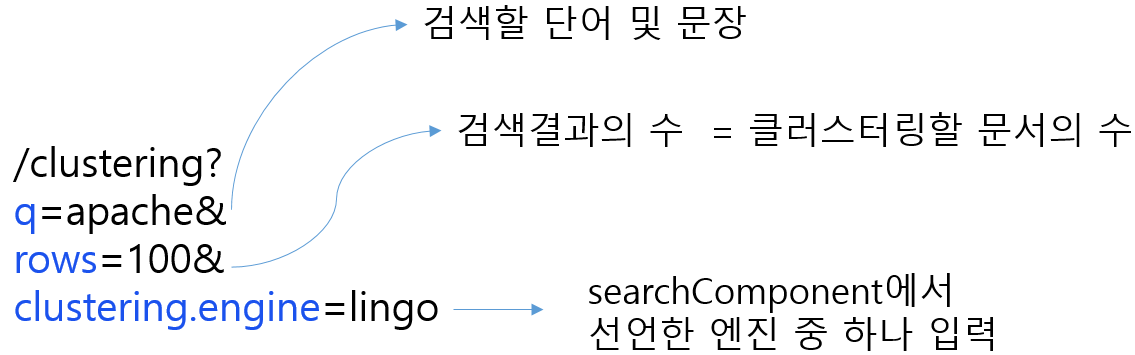 검색할 단어 및 문장
검색결과의 수 = 클러스터링할 문서의 수
/clustering?
q=apache&
rows=100&
clustering.engine=lingo
searchComponent에서
선언한 엔진 중 하나 입력